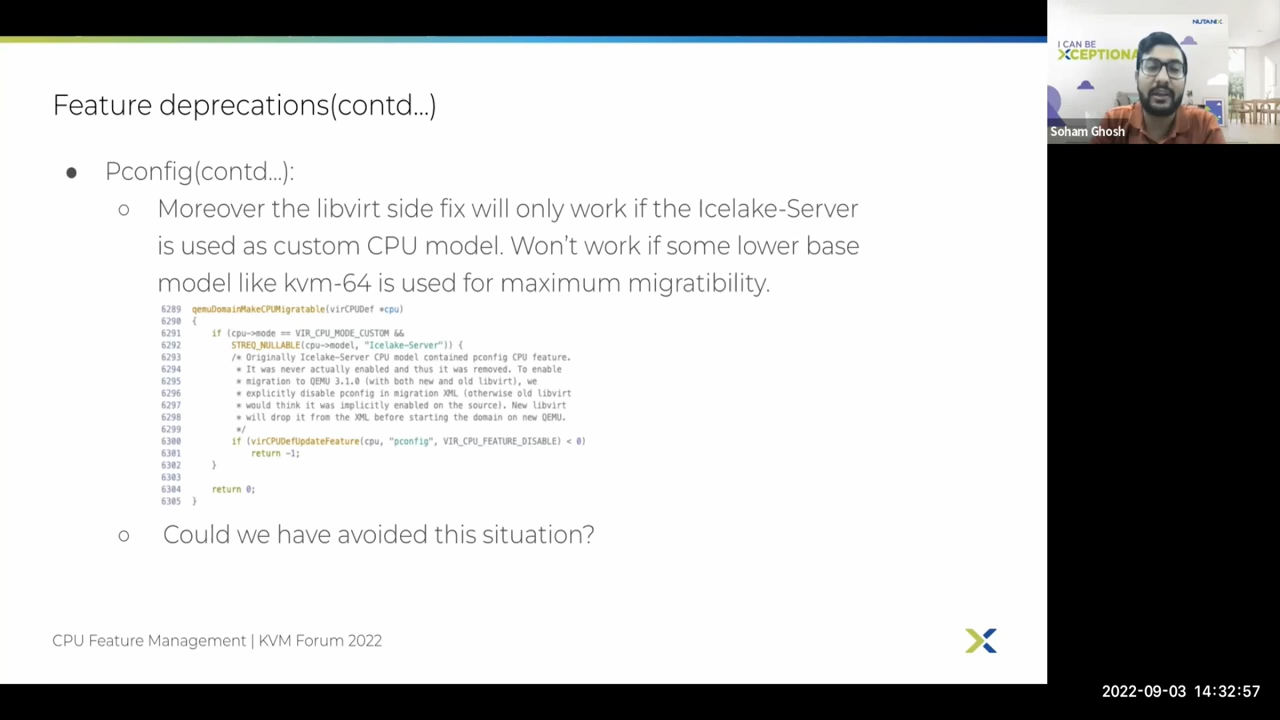 NUTANIX
I CAN BE
XCEPTIONA
Soham Ghosh
Feature deprecations(contd...)
● Pconfig(contd...):
○ Moreover the libvirt side fix will only work if the Icelake-Server
is used as custom CPU model. Won't work if some lower base
model like kvm-64 is used for maximum migratibility.
6289 qemuDomainMakeCPUMigratable(virCPUDef *cpu)
6290 {
6291 if (cpu->mode == VIR_CPU_MODE_CUSTOM &&
6292 STREQ_NULLABLE(cpu->model, "Icelake-Server")) {
6293 /* Originally Icelake-Server CPU model contained pconfig CPU feature.
6294 * It was never actually enabled and thus it was removed. To enable
6295 * migration to QEMU 3.1.0 (with both new and old libvirt), we
6296 * explicitly disable pconfig in migration XML (otherwise old libvirt
6297 * would think it was implicitly enabled on the source). New libvirt
6298 * will drop it from the XML before starting the domain on new QEMU.
6299 */
6300 if (virCPUDefUpdateFeature(cpu, "pconfig", VIR_CPU_FEATURE_DISABLE) < 0)
6301 return -1;
6302 }
6303
6304 return 0;
6305 }
○ Could we have avoided this situation?
CPU Feature Management | KVM Forum 2022
2022-09-03 14:32:57